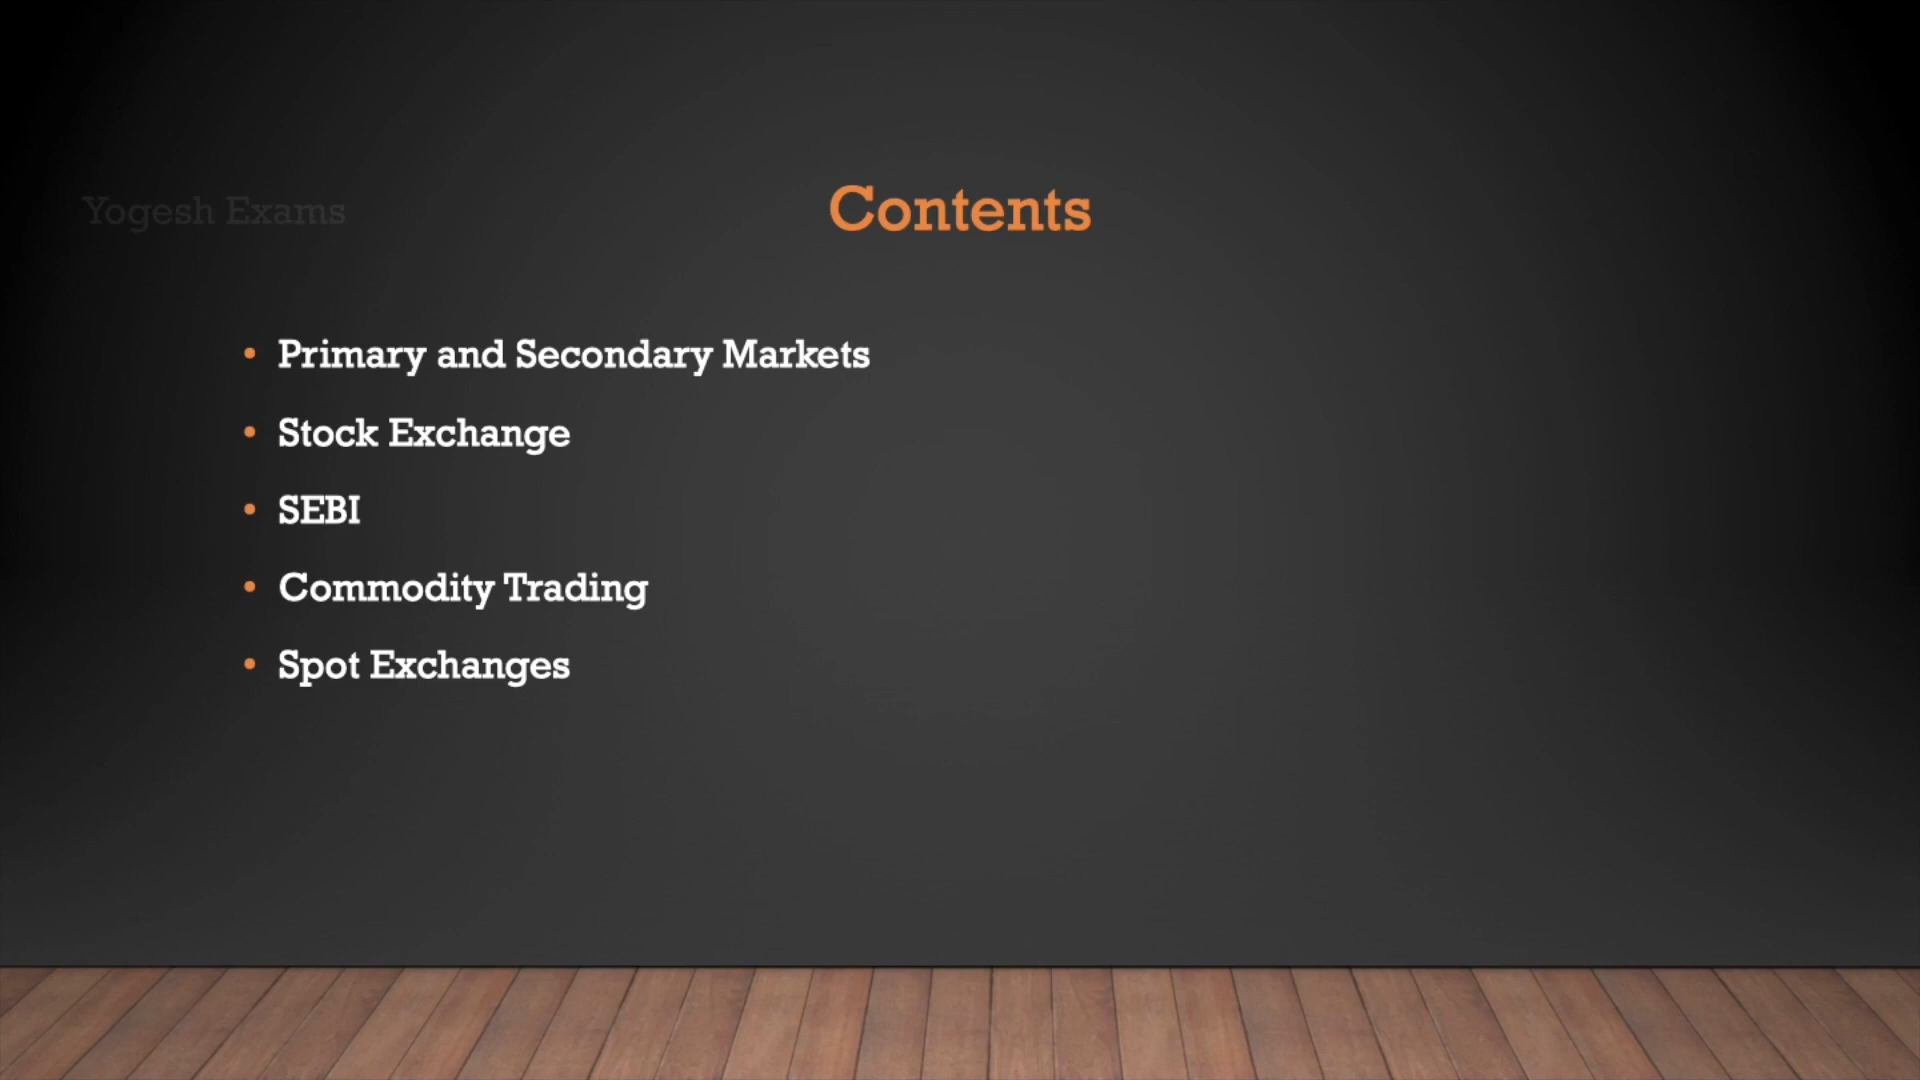 Yogesh Exams
Contents
• Primary and Secondary Markets
• Stock Exchange
• SEBI
• Commodity Trading
• Spot Exchanges